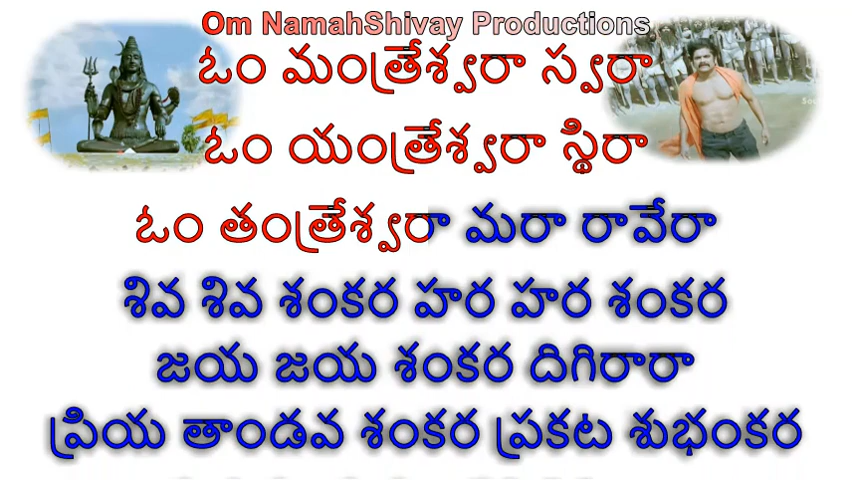 Om NamahShivay Productions
ఓం మంత్రేశ్వరా స్వరా
ఓం యంత్రేశ్వరా స్థిరా
ఓం తంత్రేశ్వరా మరా రావేరా
శివ శివ శంకర హర హర శంకర
జయ జయ శంకర దిగిరారా
ప్రియ తాండవ శంకర ప్రకట శుభంకర